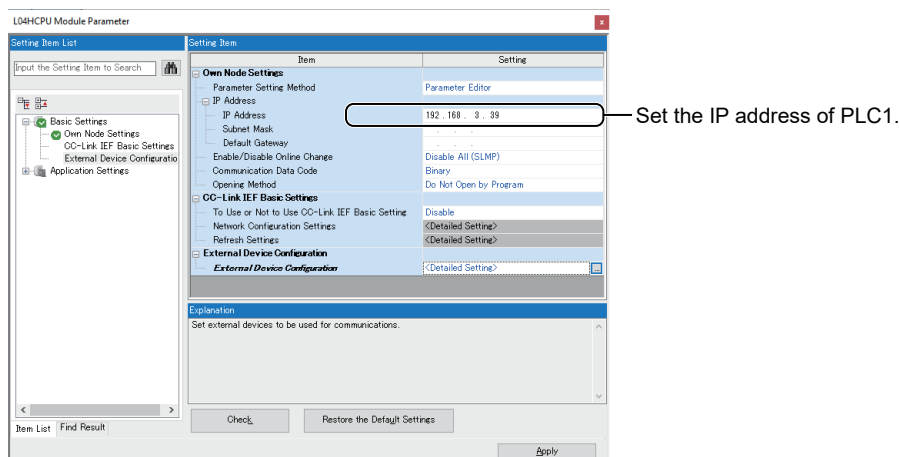 L04HCPU Module Parameter
x
Setting Item List
Input the Setting Item to Search
Basic Settings
Own Node Settings
CC-Link IEF Basic Settings
External Device Configuratio
Application Settings
Item List
Find Result
Setting Item
Item Setting
Own Node Settings
Parameter Setting Method Parameter Editor
IP Address
IP Address 192 . 168 . 3 . 39
Subnet Mask . . .
Default Gateway . . .
Enable/Disable Online Change Disable All (SLMP)
Communication Data Code Binary
Opening Method Do Not Open by Program
CC-Link IEF Basic Settings
To Use or Not to Use CC-Link IEF Basic Setting Disable
Network Configuration Settings <Detailed Setting>
Refresh Settings <Detailed Setting>
External Device Configuration
External Device Configuration <Detailed Setting> ...
Explanation
Set external devices to be used for communications.
Check
Restore the Default Settings
Apply
Set the IP address of PLC1.